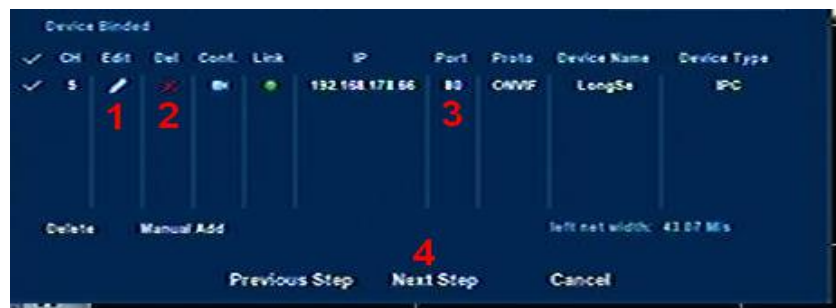 Device Binded
CH Edit Del Conf. Link IP Port Proto Device Name Device Type
5 192.168.178.66 80 ONVIF LongSe IPC
1 2 3
Delete Manual Add left net width: 43.07 M/s
4
Previous Step Next Step Cancel